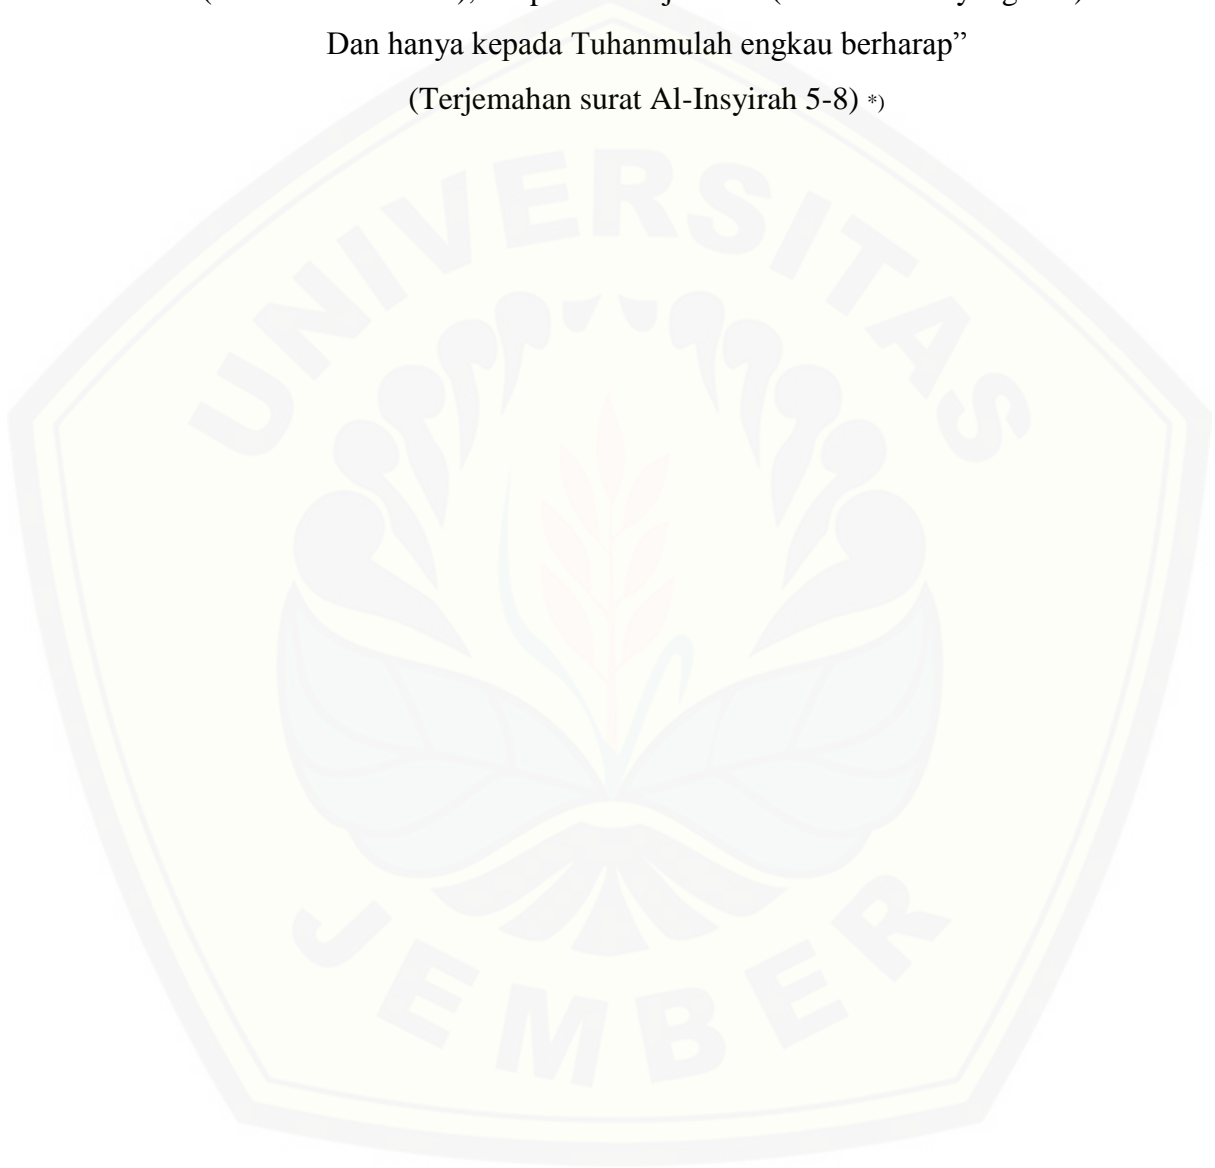 Dan hanya kepada Tuhanmulah engkau berharap”
(Terjemahan surat Al-Insyirah 5-8) *)
UNIVERSITAS
JEMBER